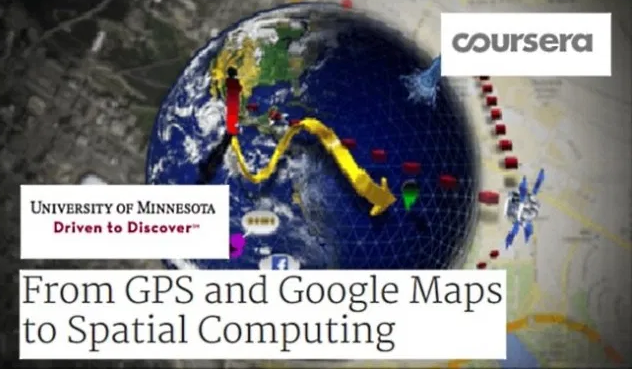 coursera
UNIVERSITY OF MINNESOTA
Driven to Discover℠
From GPS and Google Maps
to Spatial Computing